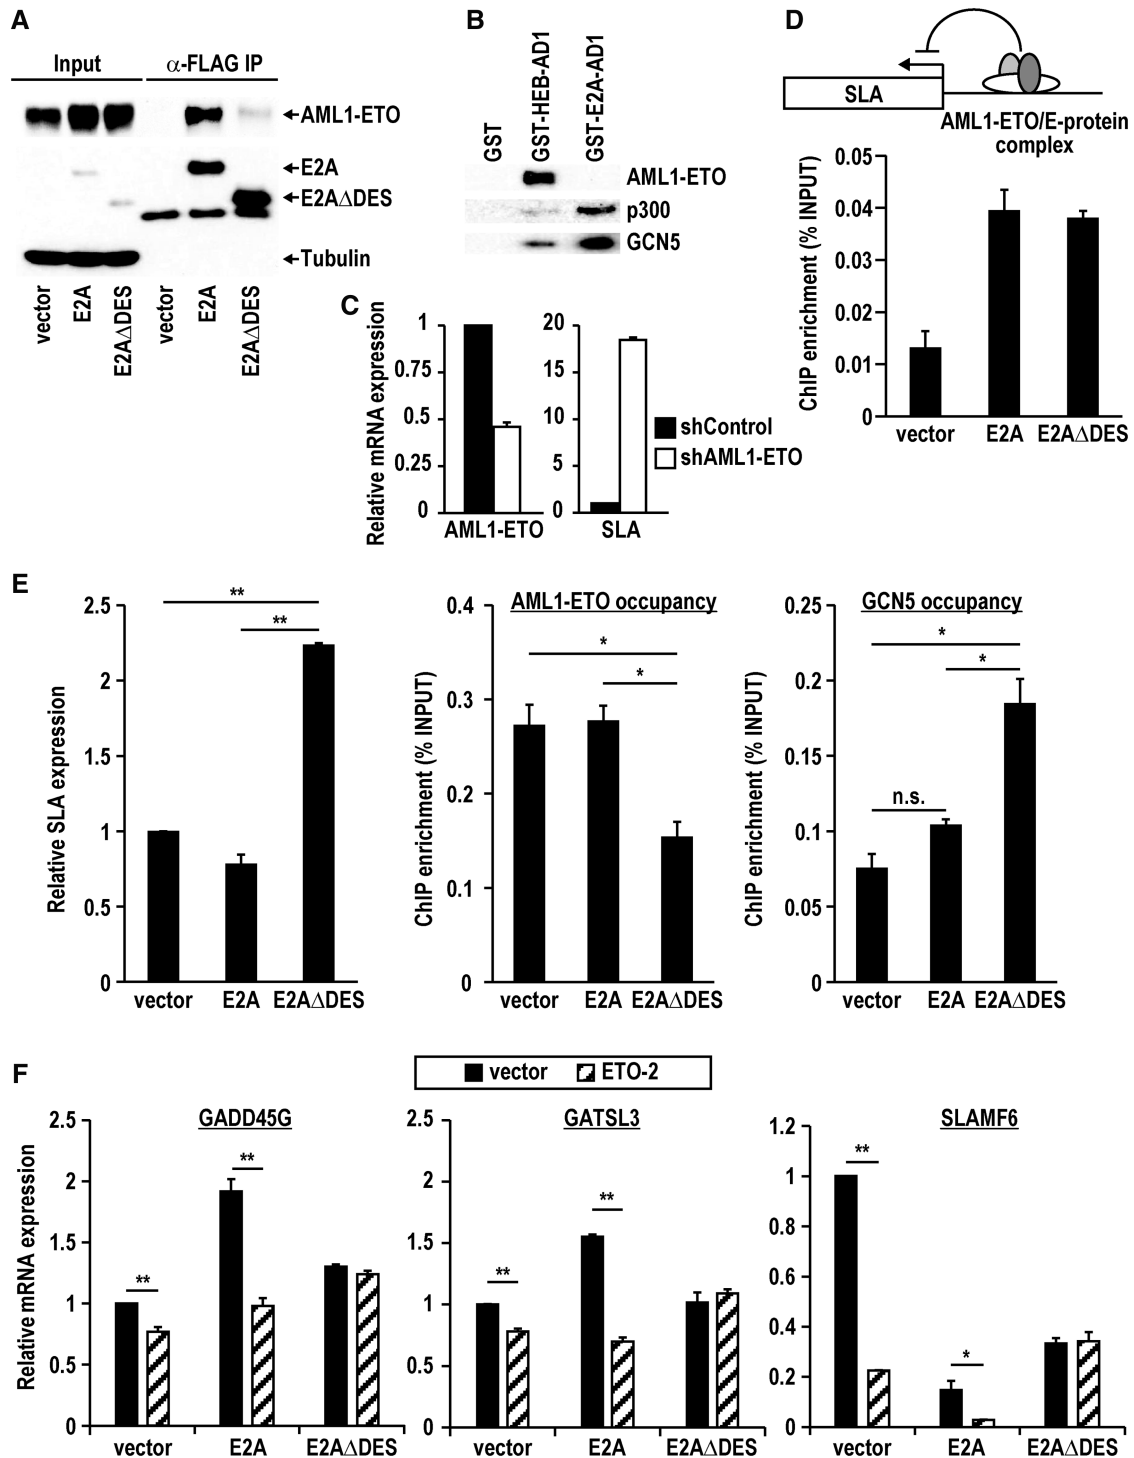 A
Input
α-FLAG IP
AML1-ETO
E2A
E2AΔDES
Tubulin
vector
E2A
E2AΔDES
vector
E2A
E2AΔDES
B
GST
GST-HEB-AD1
GST-E2A-AD1
AML1-ETO
p300
GCN5
C
Relative mRNA expression
1
0.75
0.5
0.25
0
AML1-ETO
20
15
10
5
0
SLA
shControl
shAML1-ETO
D
SLA
AML1-ETO/E-protein
complex
ChIP enrichment (% INPUT)
0.05
0.04
0.03
0.02
0.01
0
vector
E2A
E2AΔDES
E
Relative SLA expression
2.5
2
1.5
1
0.5
0
**
**
vector
E2A
E2AΔDES
AML1-ETO occupancy
ChIP enrichment (% INPUT)
0.4
0.3
0.2
0.1
0
*
*
vector
E2A
E2AΔDES
GCN5 occupancy
ChIP enrichment (% INPUT)
0.25
0.2
0.15
0.1
0.05
0
*
*
n.s.
vector
E2A
E2AΔDES
F
vector
ETO-2
GADD45G
Relative mRNA expression
2.5
2
1.5
1
0.5
0
**
**
vector
E2A
E2AΔDES
GATSL3
2.5
2
1.5
1
0.5
0
**
**
vector
E2A
E2AΔDES
SLAMF6
1.2
1
0.8
0.6
0.4
0.2
0
**
*
vector
E2A
E2AΔDES